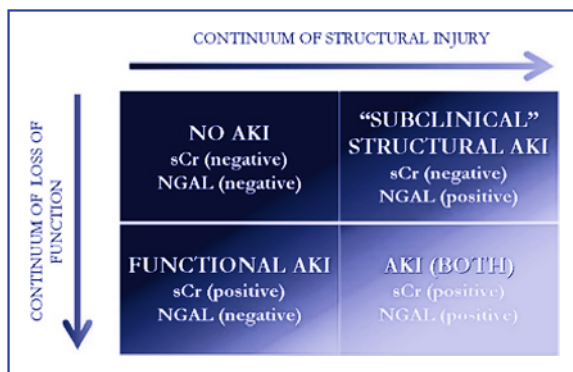 CONTINUUM OF STRUCTURAL INJURY
CONTINUUM OF LOSS OF
FUNCTION
NO AKI
sCr (negative)
NGAL (negative)
“SUBCLINICAL”
STRUCTURAL AKI
sCr (negative)
NGAL (positive)
FUNCTIONAL AKI
sCr (positive)
NGAL (negative)
AKI (BOTH)
sCr (positive)
NGAL (positive)